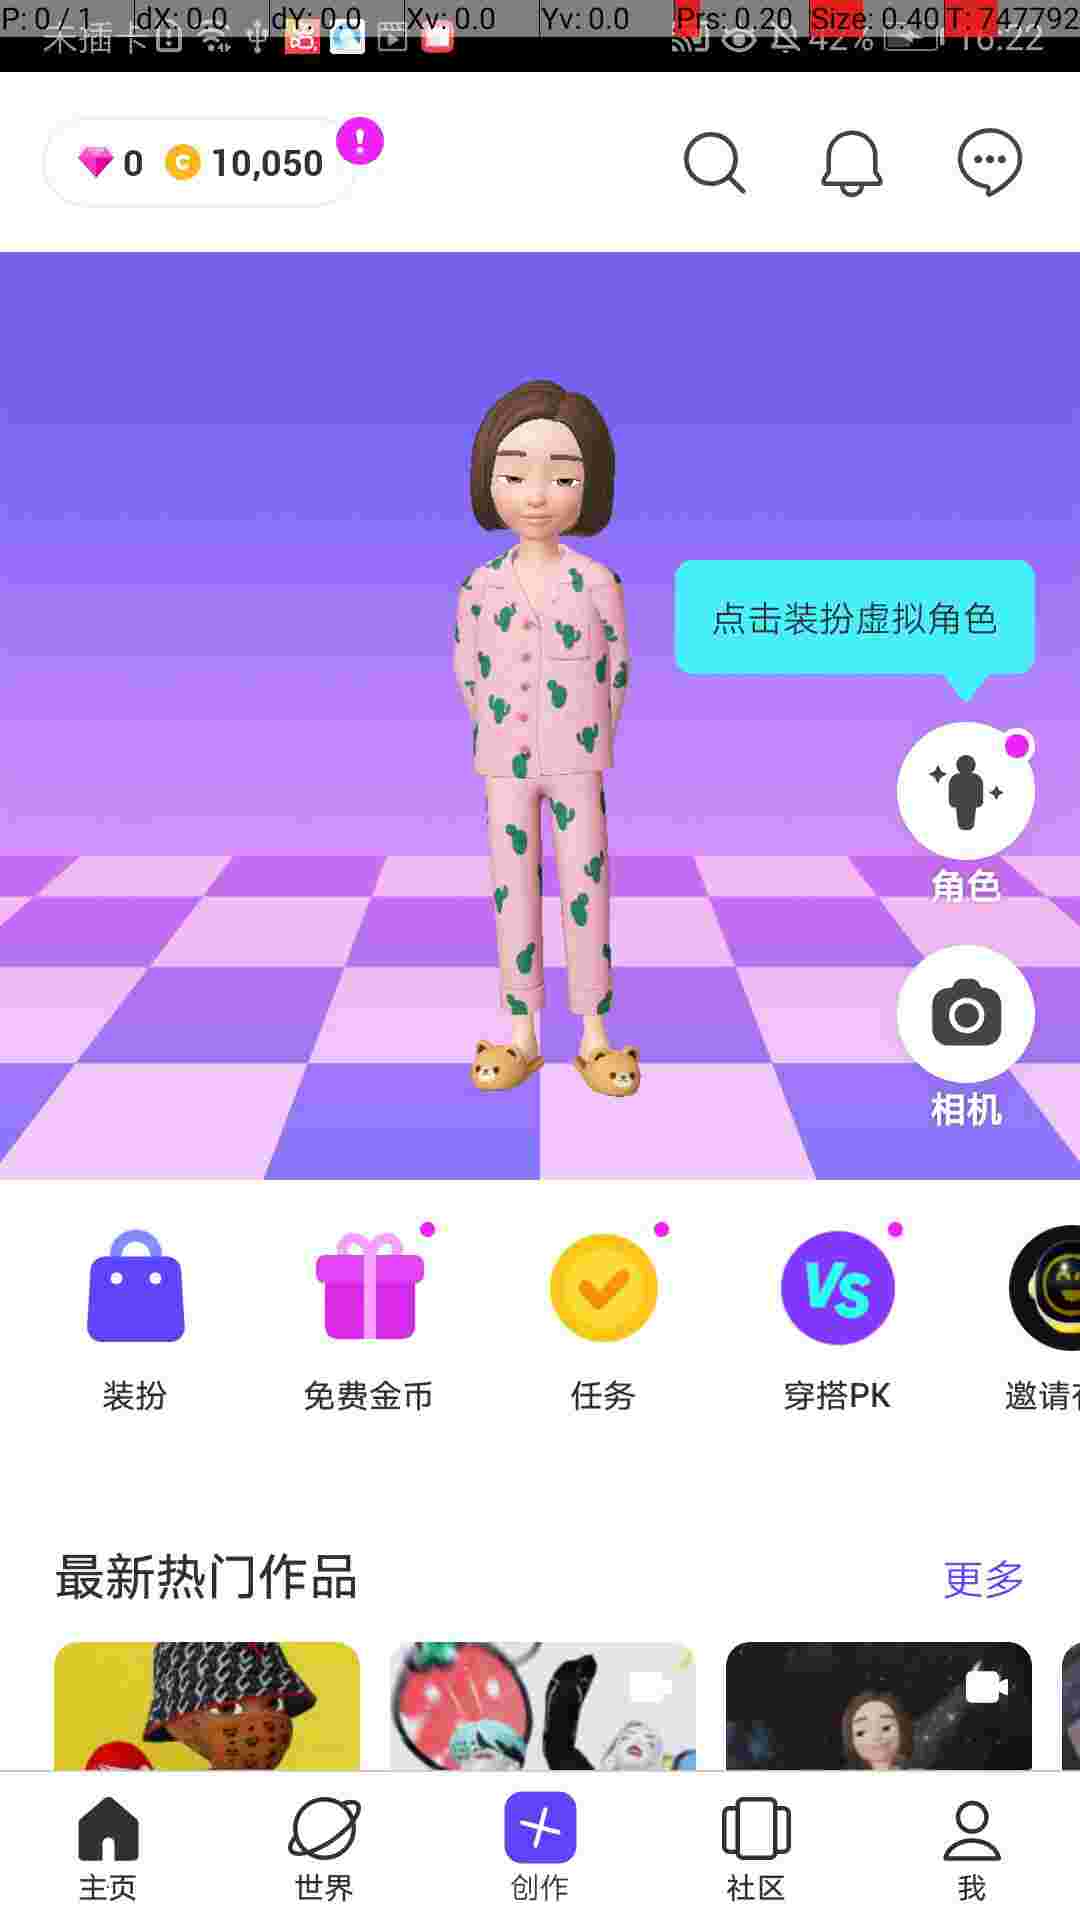 P: 0 / 1 dX: 0.0 dY: 0.0 Xv: 0.0 Yv: 0.0 Prs: 0.20 Size: 0.40 T: 747792
未插卡 42% 16:22
0 C 10,050 !
点击装扮虚拟角色
角色
相机
VS
装扮 免费金币 任务 穿搭PK 邀请
最新热门作品 更多
主页 世界 创作 社区 我